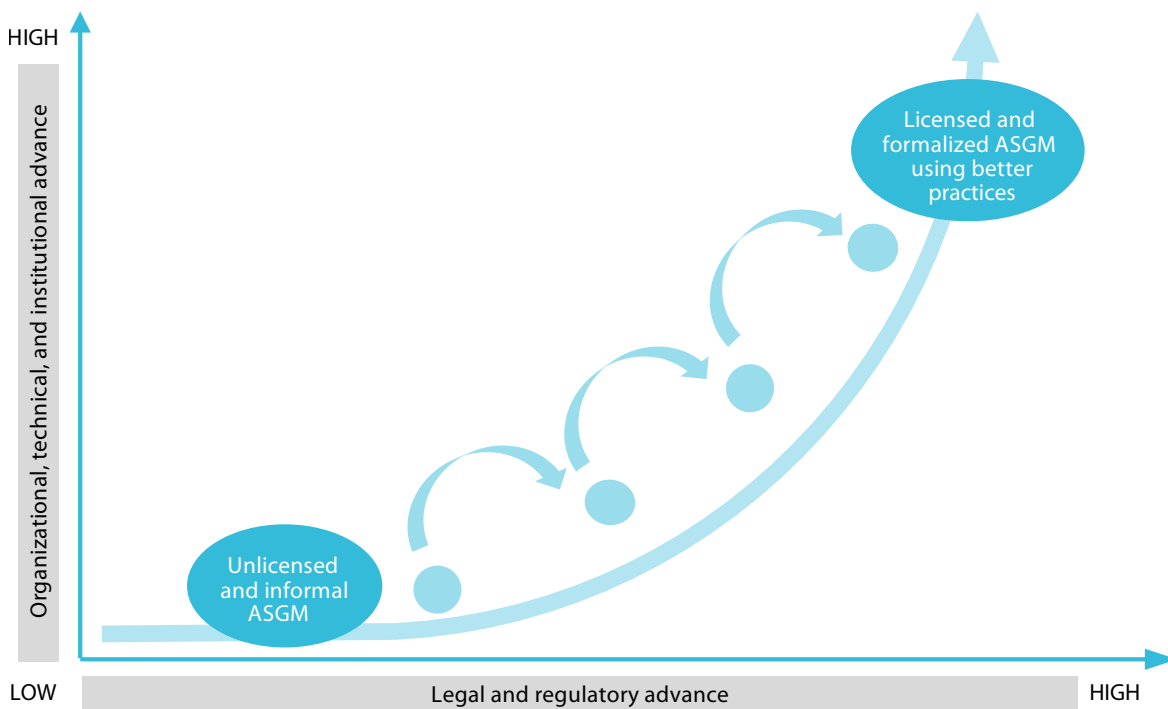 HIGH
Organizational, technical, and institutional advance
Licensed and
formalized ASGM
using better
practices
Unlicensed
and informal
ASGM
LOW
Legal and regulatory advance
HIGH